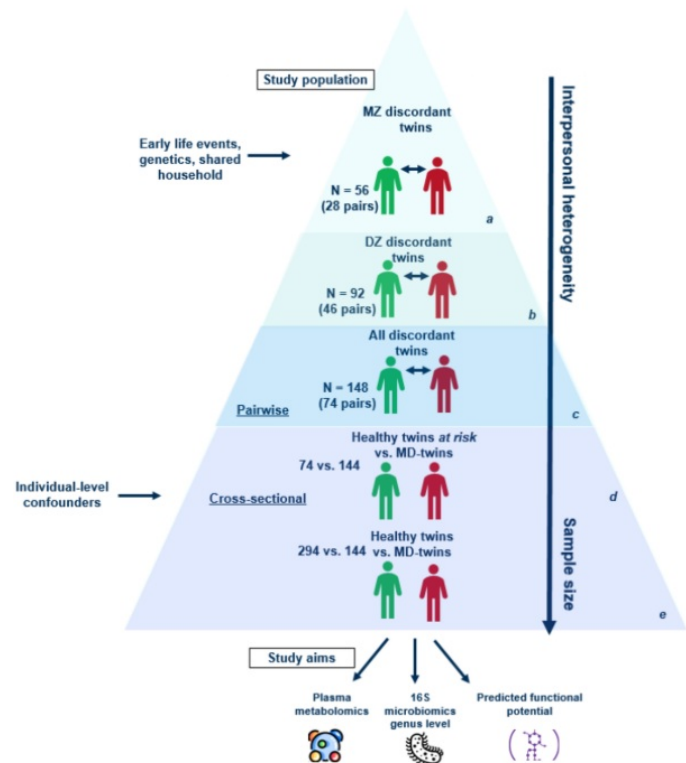 Study population
MZ discordant
twins
Early life events,
genetics, shared
household
N = 56
(28 pairs)
a
DZ discordant
twins
N = 92
(46 pairs)
b
All discordant
twins
N = 148
(74 pairs)
Pairwise
c
Healthy twins at risk
vs. MD-twins
74 vs. 144
Individual-level
confounders
Cross-sectional
d
Healthy twins
294 vs. 144
vs. MD-twins
e
Interpersonal heterogeneity
Sample size
Study aims
Plasma
metabolomics
16S
microbiomics
genus level
Predicted functional
potential